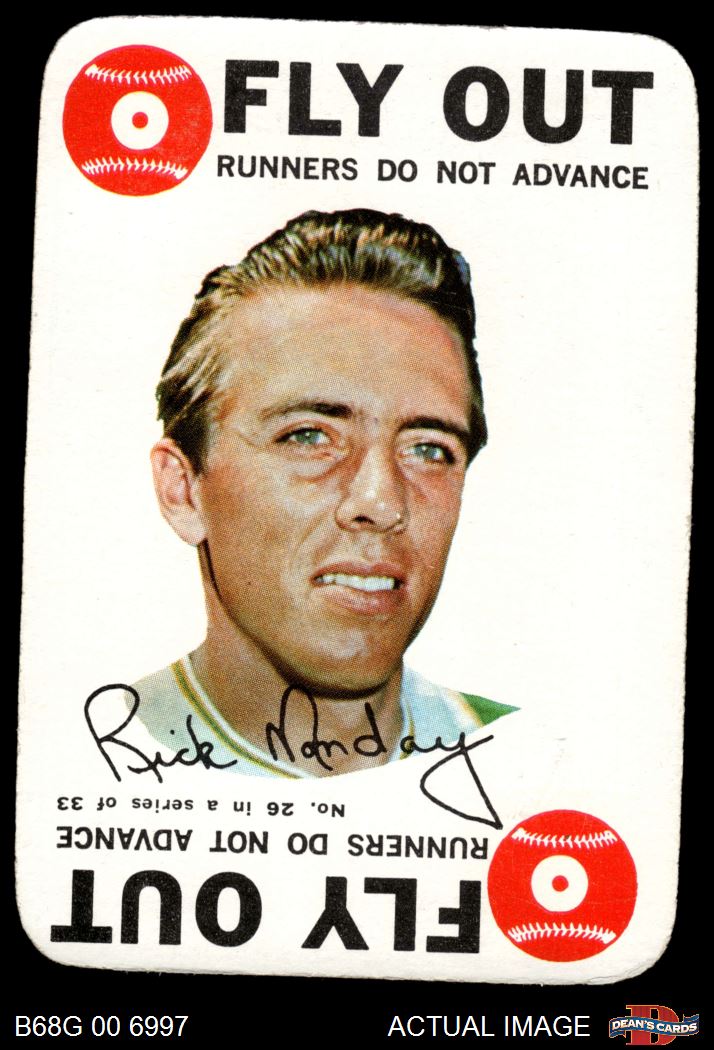 FLY OUT
RUNNERS DO NOT ADVANCE
Rick Monday
No. 26 in a series of 33
RUNNERS DO NOT ADVANCE
FLY OUT
B68G 00 6997
ACTUAL IMAGE
DEAN'S CARDS